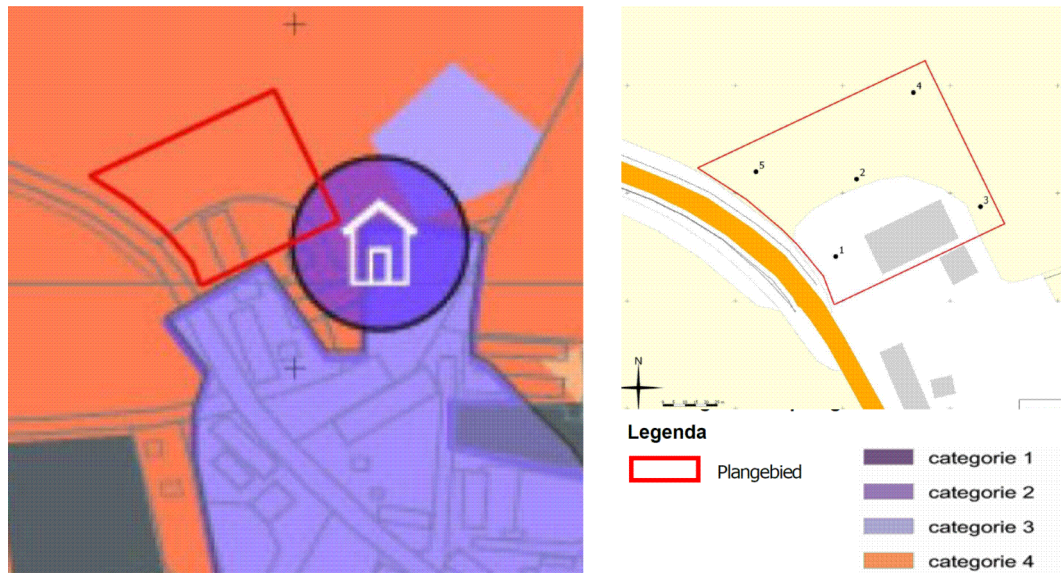 4
5
2
3
1
N
Legenda
Plangebied
categorie 1
categorie 2
categorie 3
categorie 4